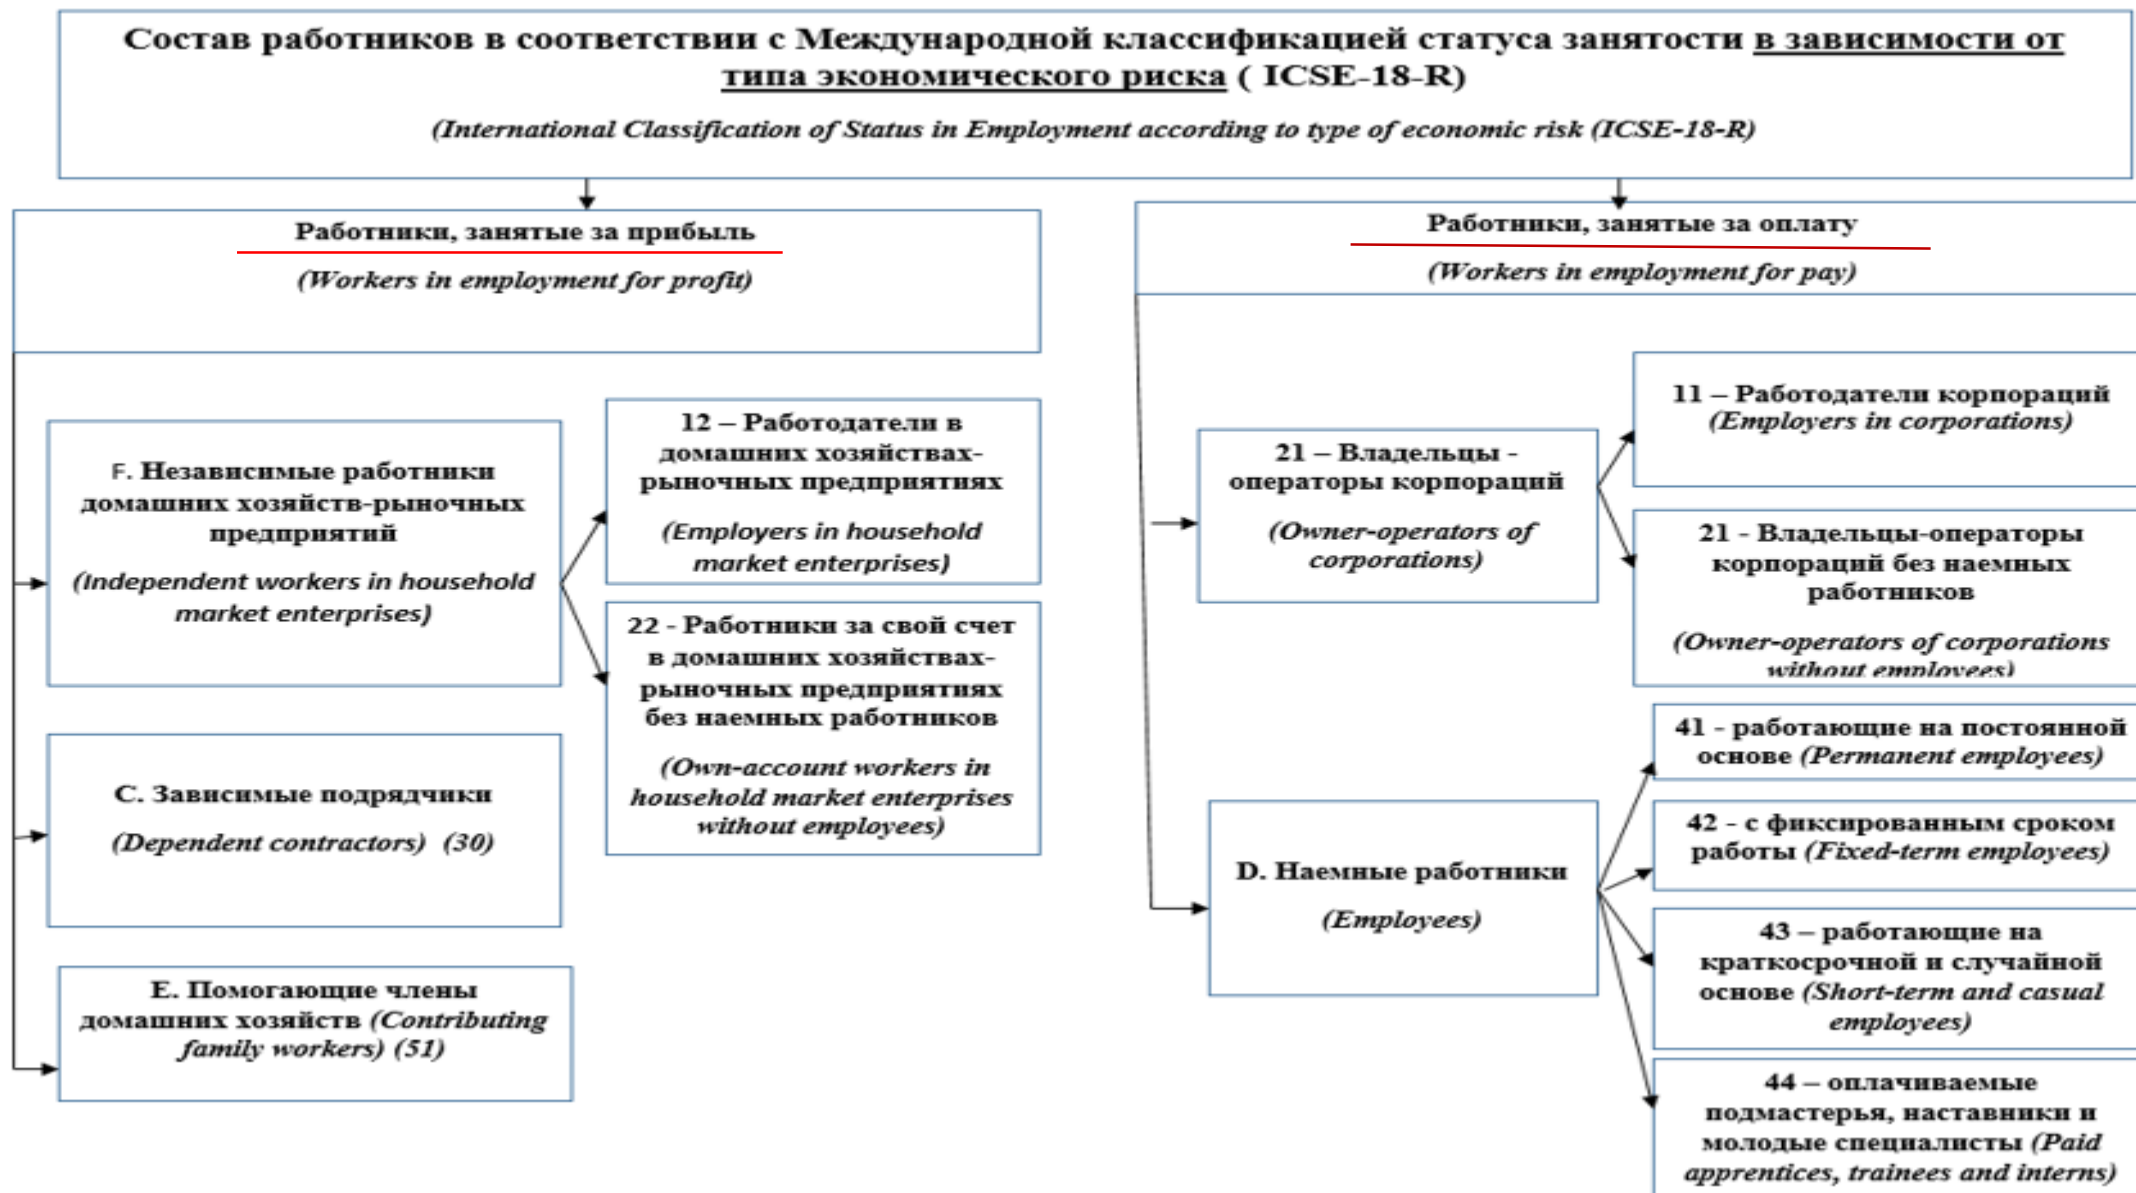 Состав работников в соответствии с Международной классификацией статуса занятости в зависимости от
типа экономического риска ( ICSE-18-R)
(International Classification of Status in Employment according to type of economic risk (ICSE-18-R)
Работники, занятые за прибыль
(Workers in employment for profit)
F. Независимые работники
домашних хозяйств-рыночных
предприятий
(Independent workers in household
market enterprises)
12 – Работодатели в
домашних хозяйствах-
рыночных предприятиях
(Employers in household
market enterprises)
22 - Работники за свой счет
в домашних хозяйствах-
рыночных предприятиях
без наемных работников
(Own-account workers in
household market enterprises
without employees)
C. Зависимые подрядчики
(Dependent contractors) (30)
E. Помогающие члены
домашних хозяйств (Contributing
family workers) (51)
Работники, занятые за оплату
(Workers in employment for pay)
21 – Владельцы -
операторы корпораций
(Owner-operators of
corporations)
11 – Работодатели корпораций
(Employers in corporations)
21 - Владельцы-операторы
корпораций без наемных
работников
(Owner-operators of corporations
without employees)
D. Наемные работники
(Employees)
41 - работающие на постоянной
основе (Permanent employees)
42 - с фиксированным сроком
работы (Fixed-term employees)
43 – работающие на
краткосрочной и случайной
основе (Short-term and casual
employees)
44 – оплачиваемые
подмастерья, наставники и
молодые специалисты (Paid
apprentices, trainees and interns)